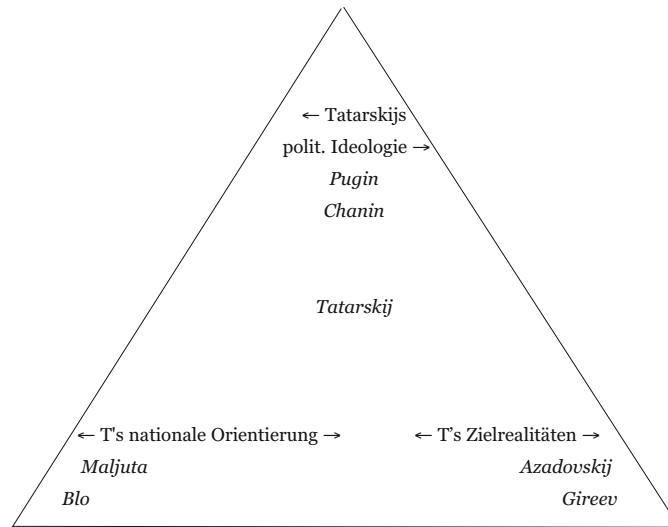 ← Tatarskijs
polit. Ideologie →
Pugin
Chanin
Tatarskij
← T's nationale Orientierung → ← T’s Zielrealitäten →
Maljuta Azadovskij
Blo Gireev